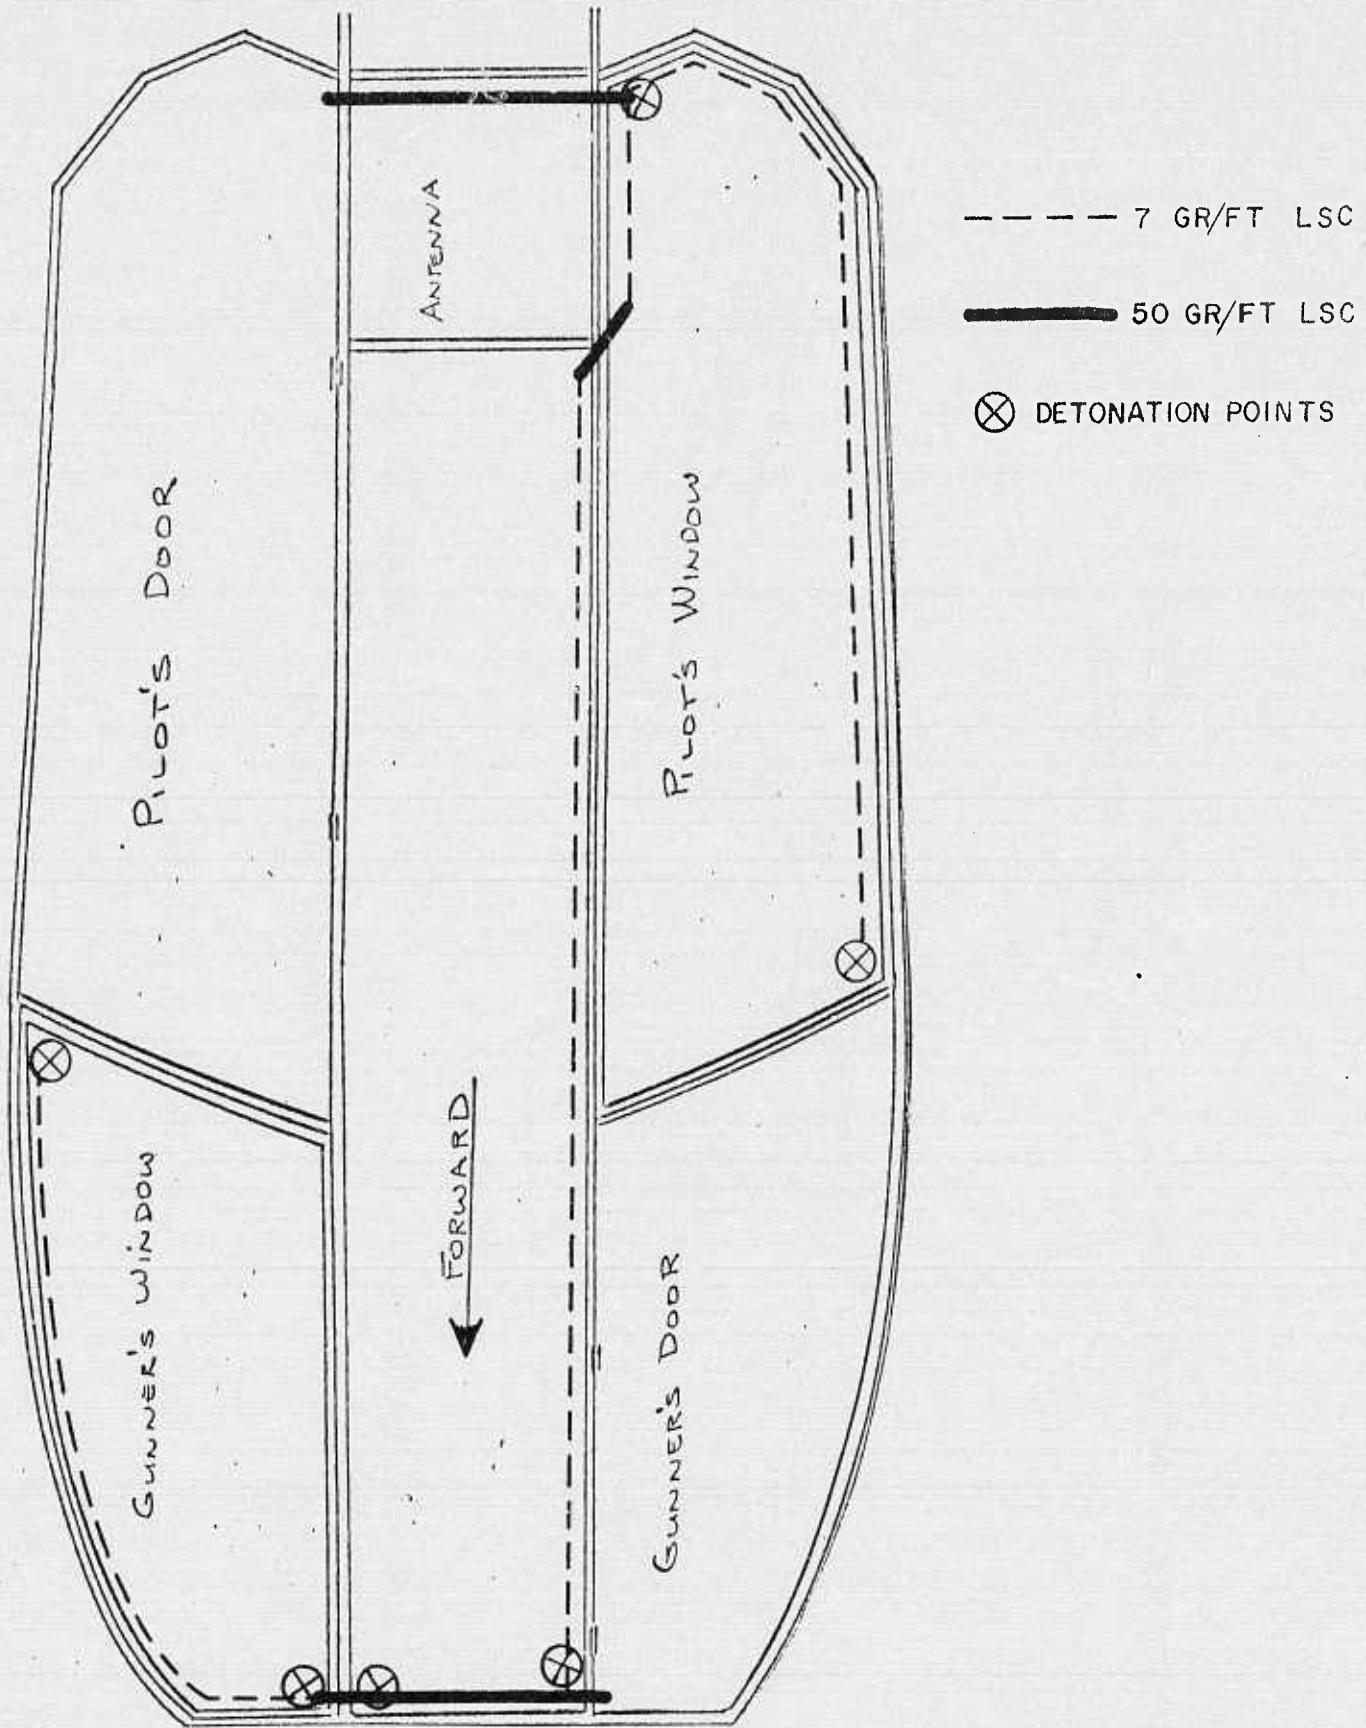 ANTENNA
7 GR/FT LSC
50 GR/FT LSC
DETONATION POINTS
PILOT'S DOOR
PILOT'S WINDOW
FORWARD
GUNNER'S WINDOW
GUNNER'S DOOR